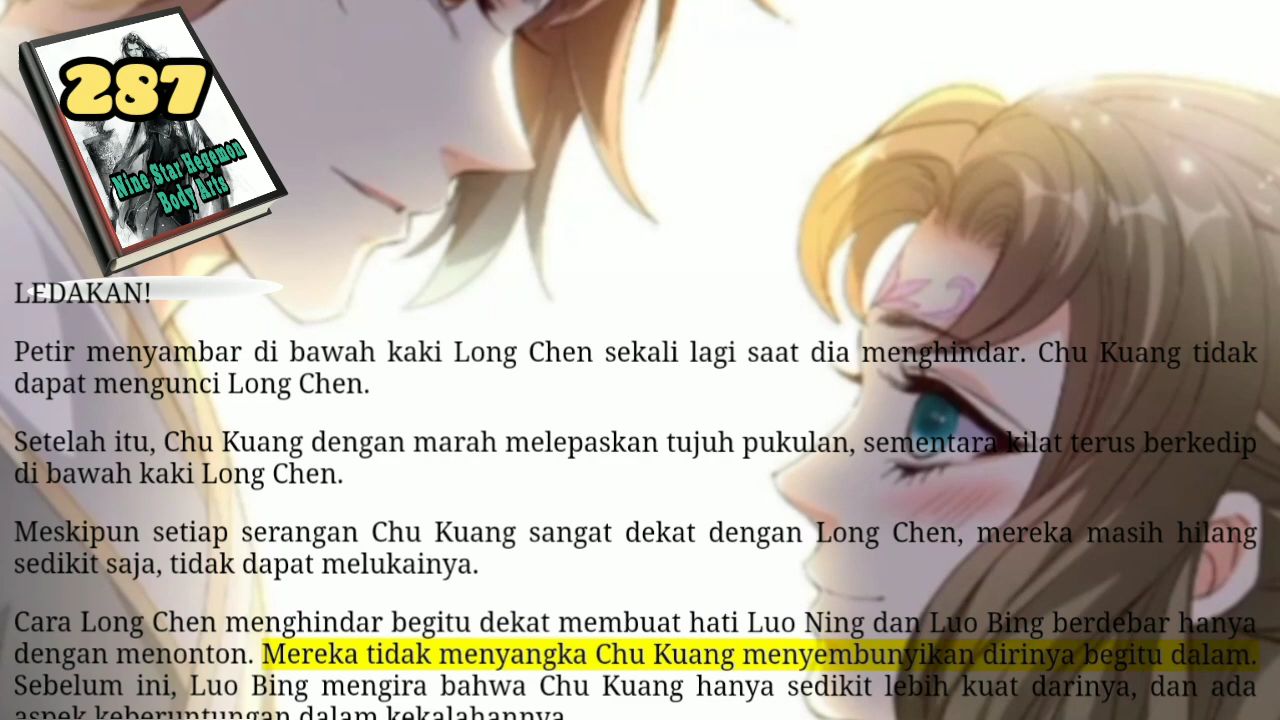 287
Nine Star Hegemon
Body Arts
LEDAKAN!
Petir menyambar di bawah kaki Long Chen sekali lagi saat dia menghindar. Chu Kuang tidak
dapat mengunci Long Chen.
Setelah itu, Chu Kuang dengan marah melepaskan tujuh pukulan, sementara kilat terus berkedip
di bawah kaki Long Chen.
Meskipun setiap serangan Chu Kuang sangat dekat dengan Long Chen, mereka masih hilang
sedikit saja, tidak dapat melukainya.
Cara Long Chen menghindar begitu dekat membuat hati Luo Ning dan Luo Bing berdebar hanya
dengan menonton. Mereka tidak menyangka Chu Kuang menyembunyikan dirinya begitu dalam.
Sebelum ini, Luo Bing mengira bahwa Chu Kuang hanya sedikit lebih kuat darinya, dan ada
aspek keberuntungan dalam kekalahannya.